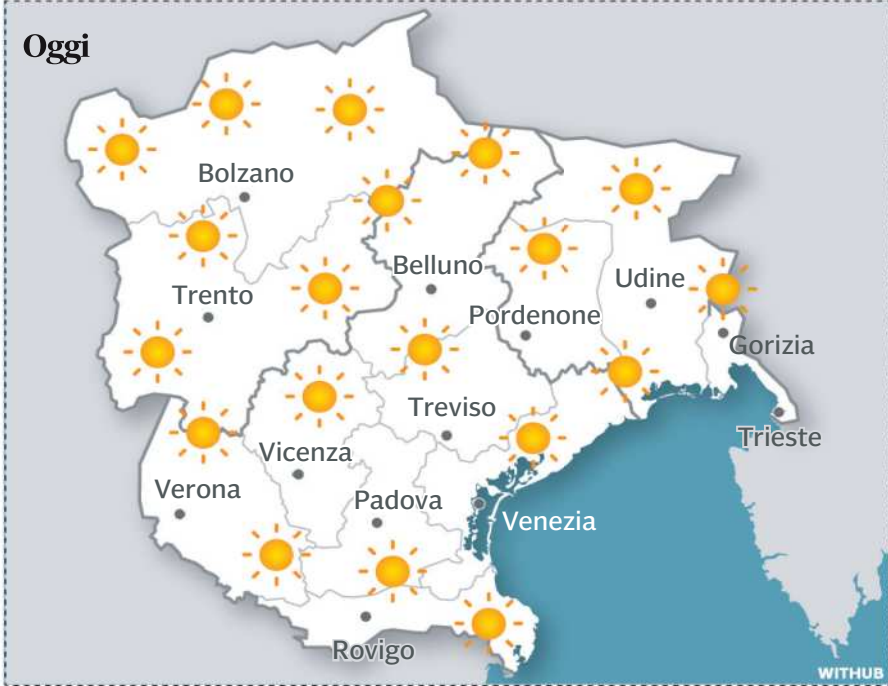 Oggi
Bolzano
Belluno
Trento
Udine
Pordenone
Gorizia
Treviso
Trieste
Vicenza
Verona
Padova
Venezia
Rovigo
WITHUB